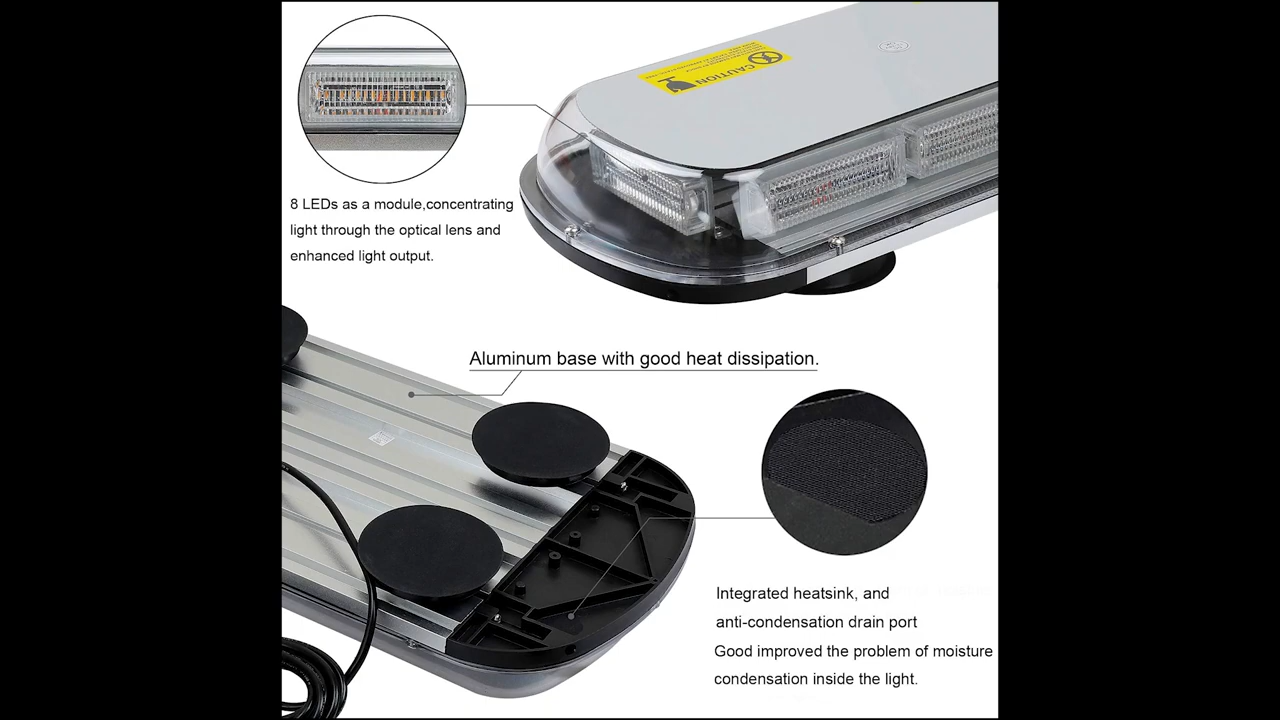 CAUTION
8 LEDs as a module,concentrating
light through the optical lens and
enhanced light output.
Aluminum base with good heat dissipation.
Integrated heatsink, and
anti-condensation drain port
Good improved the problem of moisture
condensation inside the light.